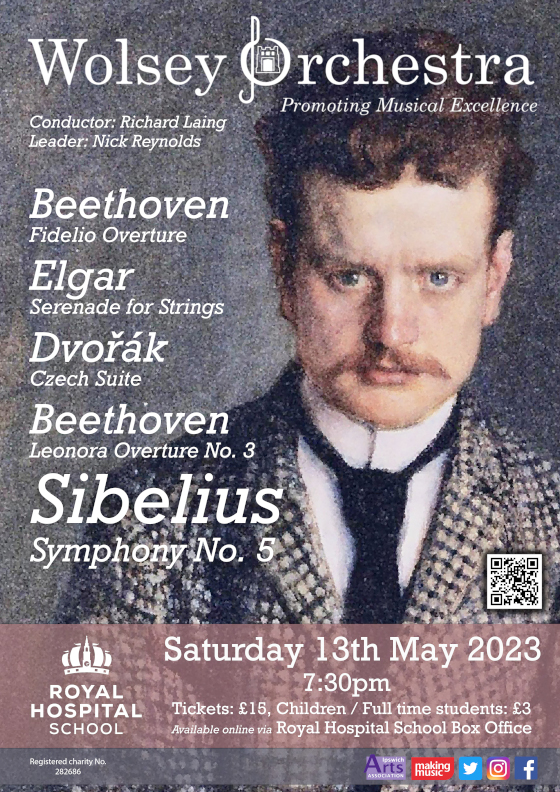 Wolsey Orchestra
Promoting Musical Excellence
Conductor: Richard Laing
Leader: Nick Reynolds
Beethoven
Fidelio Overture
Elgar
Serenade for Strings
Dvořák
Czech Suite
Beethoven
Leonora Overture No. 3
Sibelius
Symphony No. 5
Saturday 13th May 2023
7:30pm
Tickets: £15, Children / Full time students: £3
Available online via Royal Hospital School Box Office
ROYAL
HOSPITAL
SCHOOL
Registered charity No.
282686
Ipswich
Arts
ASSOCIATION
making
music